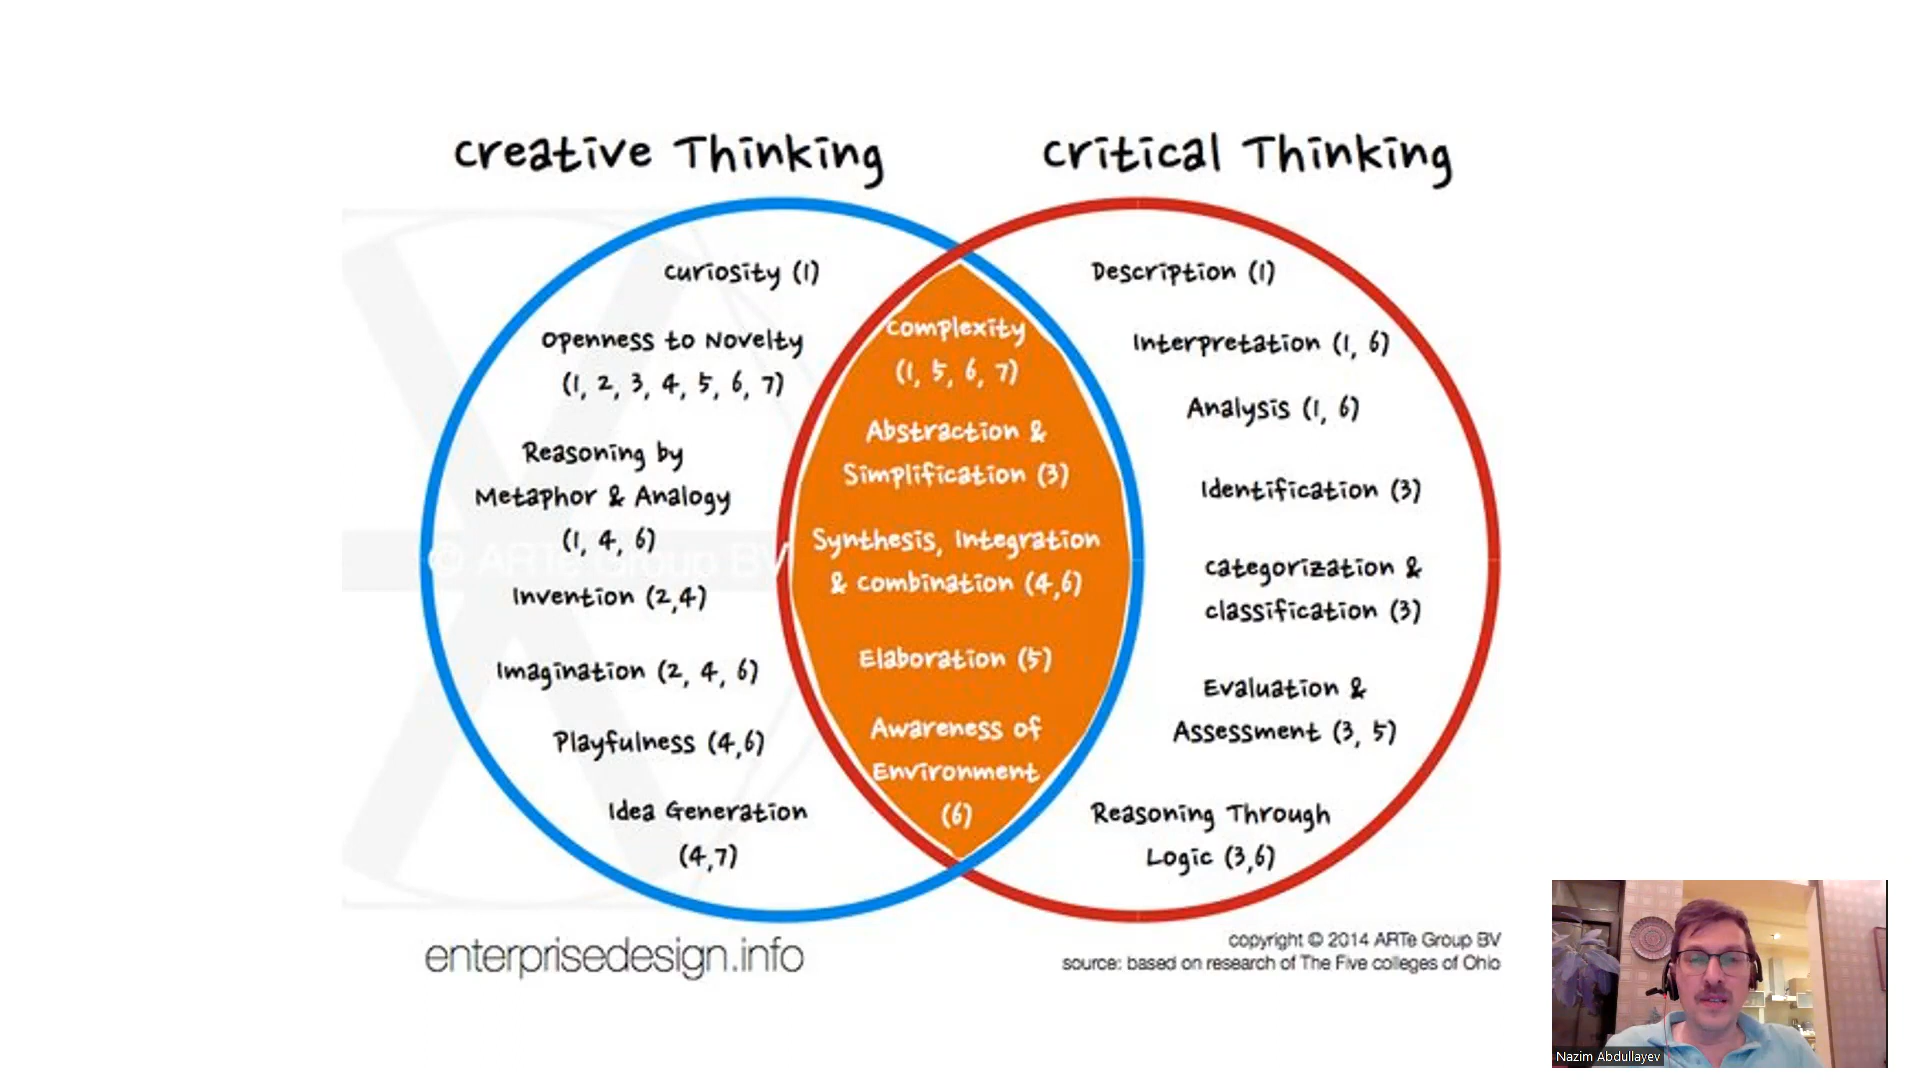 Creative Thinking
Critical Thinking
Curiosity (1)
Openness to Novelty
(1, 2, 3, 4, 5, 6, 7)
Reasoning by
Metaphor & Analogy
(1, 4, 6)
Invention (2,4)
Imagination (2, 4, 6)
Playfulness (4,6)
Idea Generation
(4,7)
Complexity
(1, 5, 6, 7)
Abstraction &
Simplification (3)
Synthesis, Integration
& Combination (4,6)
Elaboration (5)
Awareness of
Environment
(6)
Description (1)
Interpretation (1, 6)
Analysis (1, 6)
Identification (3)
Categorization &
Classification (3)
Evaluation &
Assessment (3, 5)
Reasoning Through
Logic (3,6)
© ARTe Group BV
enterprisedesign.info
copyright © 2014 ARTe Group BV
source: based on research of The Five colleges of Ohio
Nazim Abdullayev